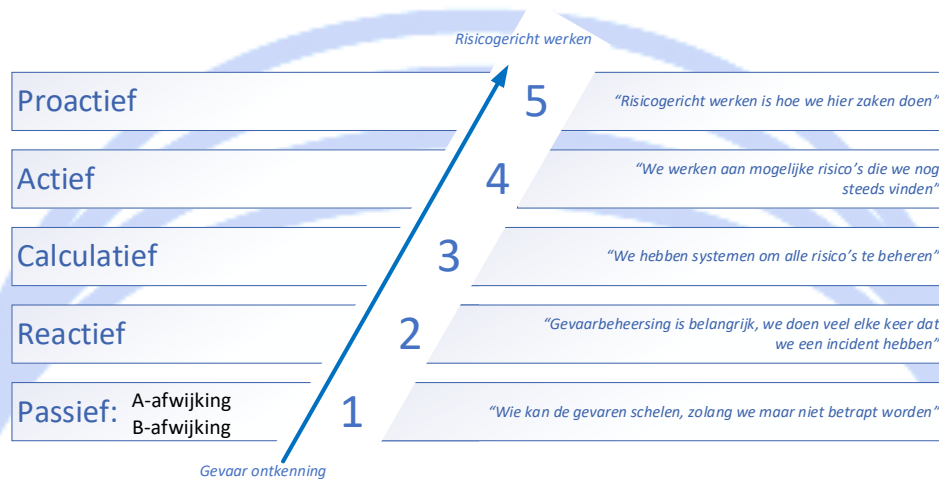 Risicogericht werken
Proactief
5
“Risicogericht werken is hoe we hier zaken doen”
Actief
4
“We werken aan mogelijke risico’s die we nog
steeds vinden”
Calculatief
3
“We hebben systemen om alle risico’s te beheren”
Reactief
2
“Gevaarbeheersing is belangrijk, we doen veel elke keer dat
we een incident hebben”
Passief:
A-afwijking
B-afwijking
1
“Wie kan de gevaren schelen, zolang we maar niet betrapt worden”
Gevaar ontkenning